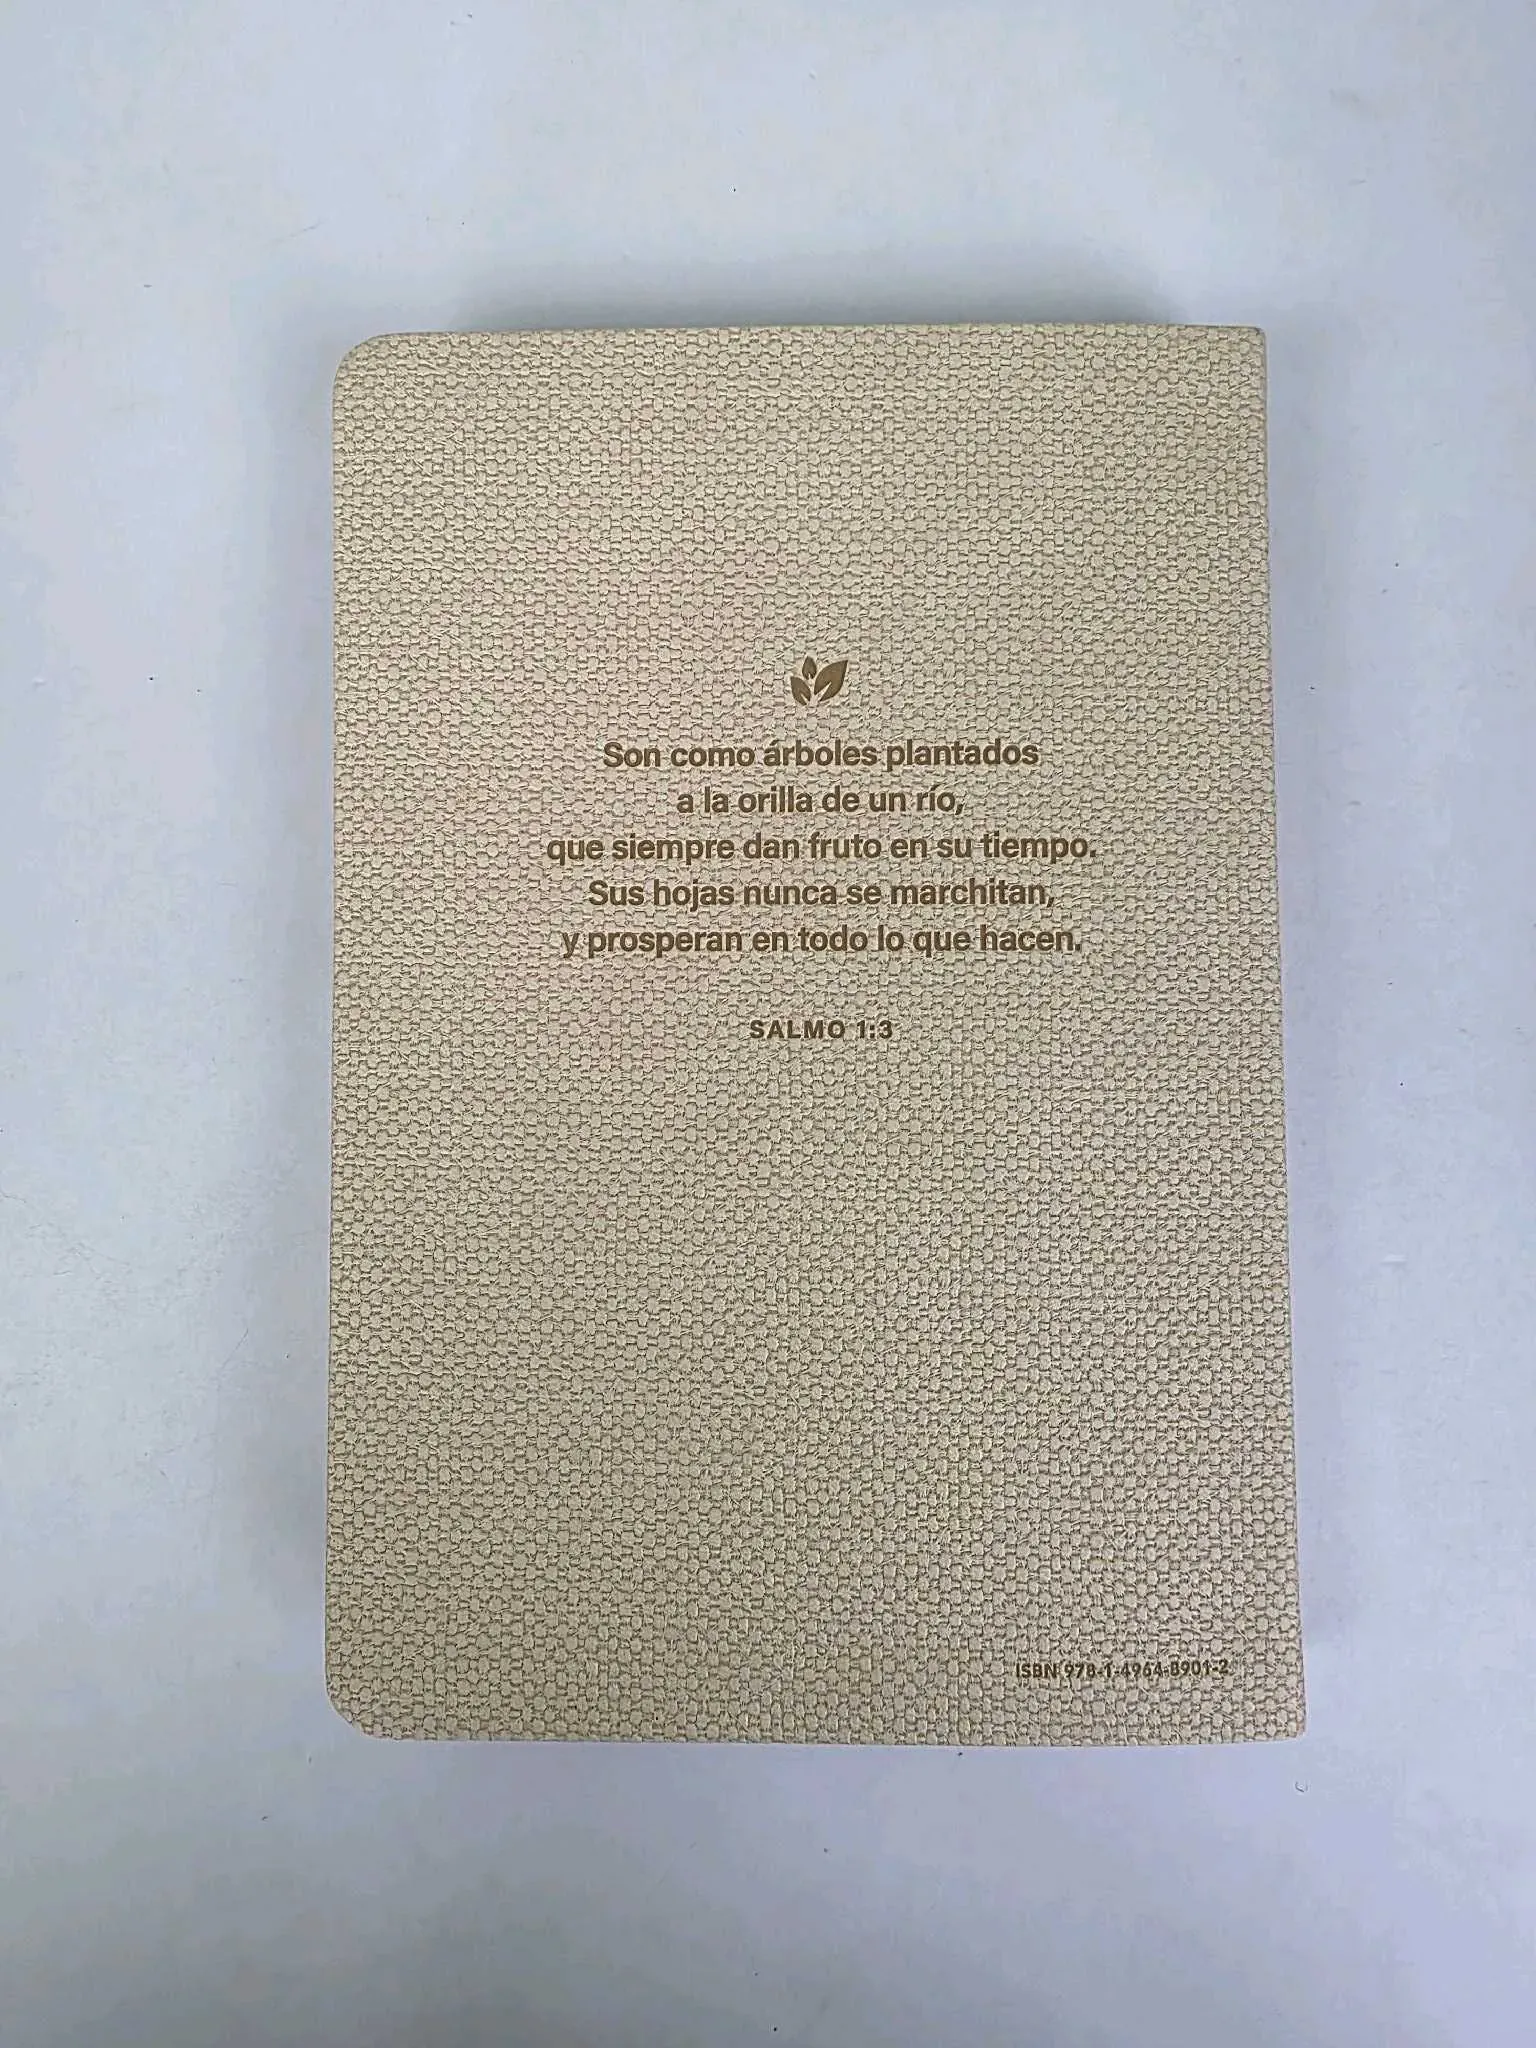 Son como árboles plantados
a la orilla de un río,
que siempre dan fruto en su tiempo.
Sus hojas nunca se marchitan,
y prosperan en todo lo que hacen.
SALMO 1:3
ISBN 978-1-4964-8901-2